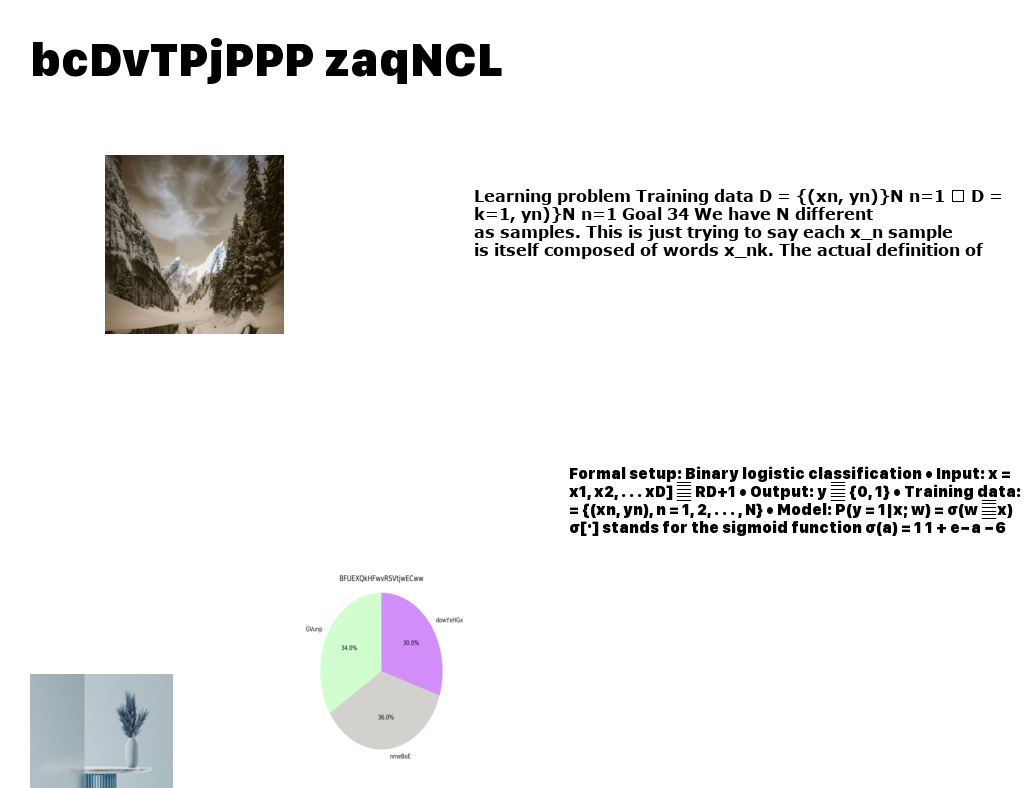 bcDvTPjPPP zaqNCL
Learning problem Training data D = {(xn, yn)}N n=1 □ D =
k=1, yn)}N n=1 Goal 34 We have N different
as samples. This is just trying to say each x_n sample
is itself composed of words x_nk. The actual definition of
Formal setup: Binary logistic classification • Input: x =
x1, x2, . . . xD] RD+1 • Output: y {0, 1} • Training data:
= {(xn, yn), n = 1, 2, . . . , N} • Model: P(y = 1|x; w) = σ(w x)
σ[·] stands for the sigmoid function σ(a) = 1 1 + e−a −6
BFUEXQkHFwvRSVtjwECww
dowYxHGx
GVunp
30.0%
34.0%
36.0%
nmeBoE